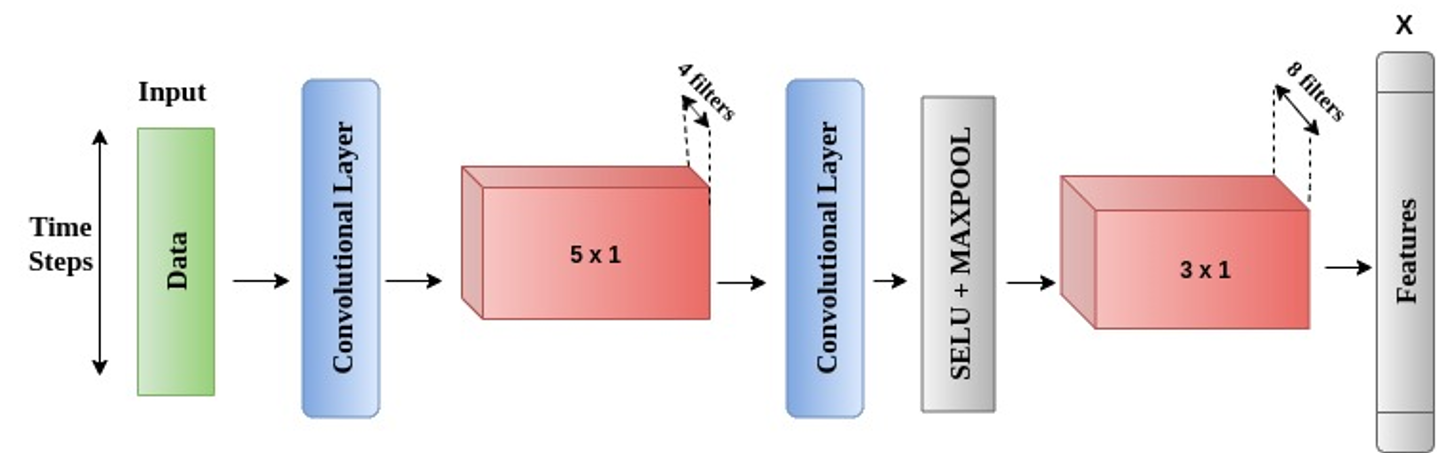 Input
Time
Steps
Data
Convolutional Layer
4 filters
5 x 1
Convolutional Layer
SELU + MAXPOOL
8 filters
3 x 1
X
Features